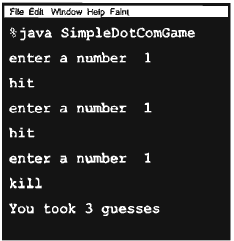 File Edit Window Help Faint
%java SimpleDotComGame
enter a number 1
hit
enter a number 1
hit
enter a number 1
kill
You took 3 guesses